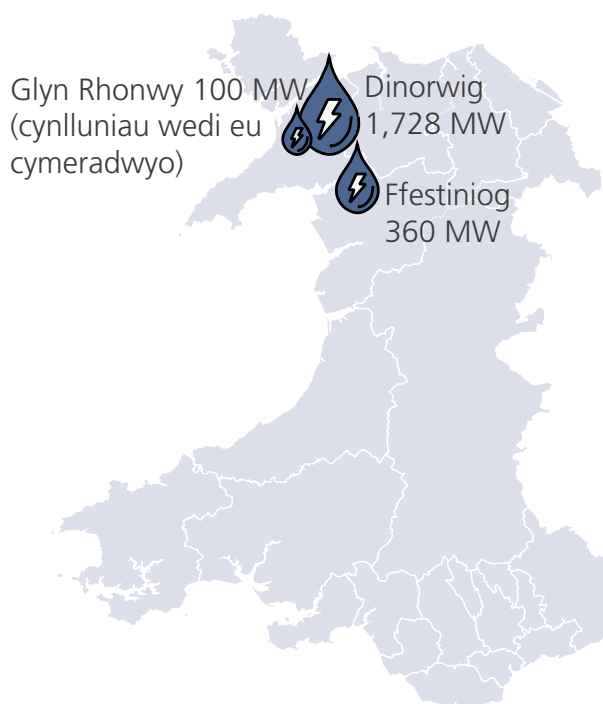 Glyn Rhonwy 100 MW
(cynlluniau wedi eu
cymeradwyo)
Dinorwig
1,728 MW
Ffestiniog
360 MW